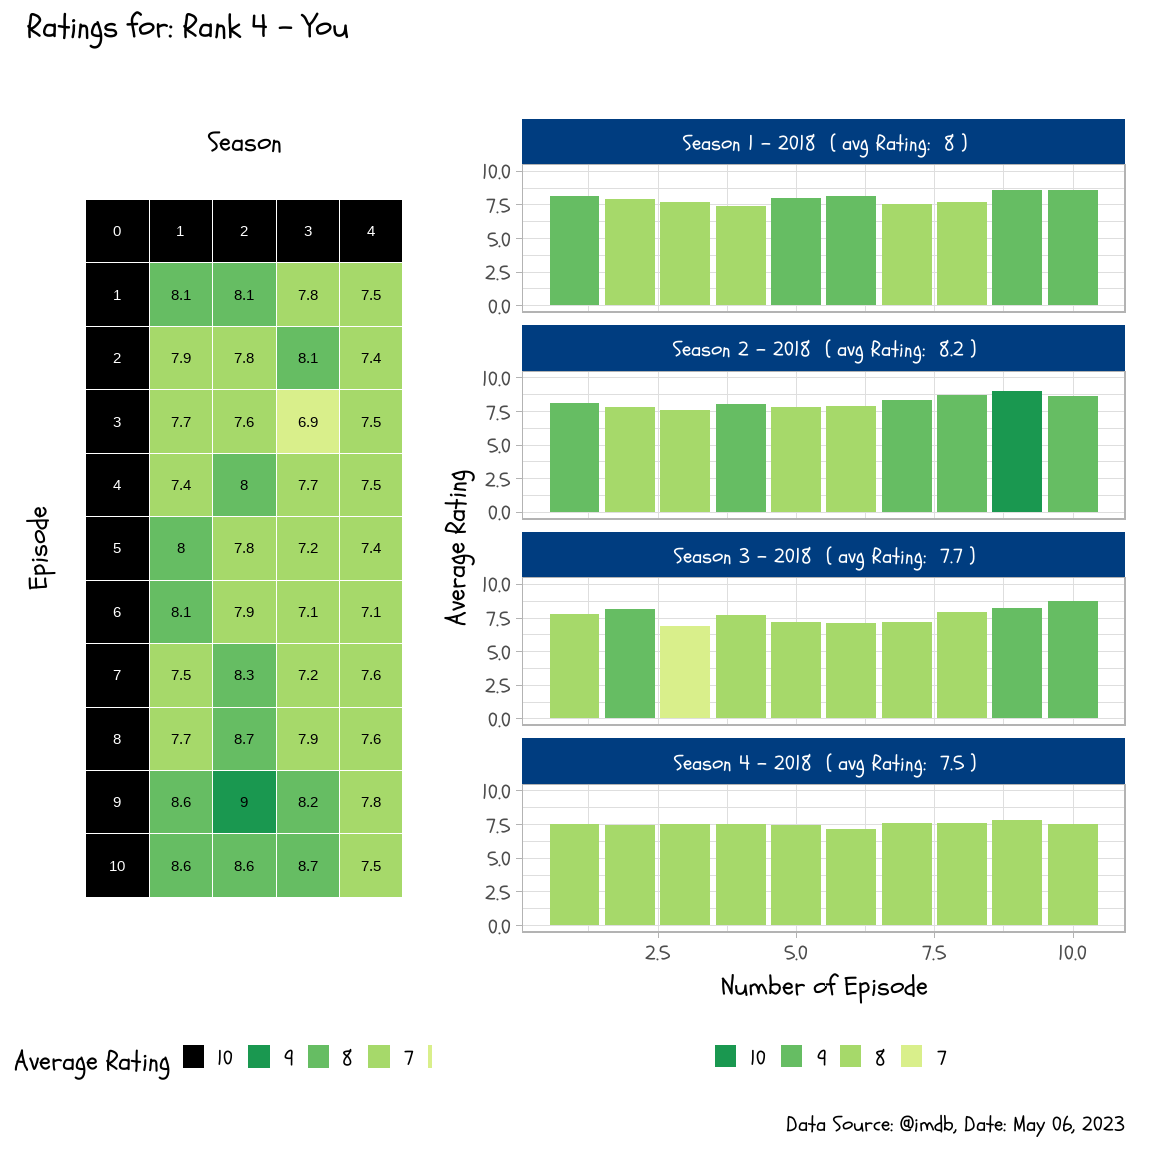 Ratings for: Rank 4 - You
Season
0 1 2 3 4
1 8.1 8.1 7.8 7.5
2 7.9 7.8 8.1 7.4
3 7.7 7.6 6.9 7.5
4 7.4 8 7.7 7.5
5 8 7.8 7.2 7.4
6 8.1 7.9 7.1 7.1
7 7.5 8.3 7.2 7.6
8 7.7 8.7 7.9 7.6
9 8.6 9 8.2 7.8
10 8.6 8.6 8.7 7.5
Episode
Average Rating 10 9 8 7
Season 1 - 2018 ( avg Rating: 8 )
10.0
7.5
5.0
2.5
0.0
Season 2 - 2018 ( avg Rating: 8.2 )
10.0
7.5
5.0
2.5
0.0
Season 3 - 2018 ( avg Rating: 7.7 )
10.0
7.5
5.0
2.5
0.0
Season 4 - 2018 ( avg Rating: 7.5 )
10.0
7.5
5.0
2.5
0.0
Average Rating
2.5 5.0 7.5 10.0
Number of Episode
10 9 8 7
Data Source: @imdb, Date: May 06, 2023